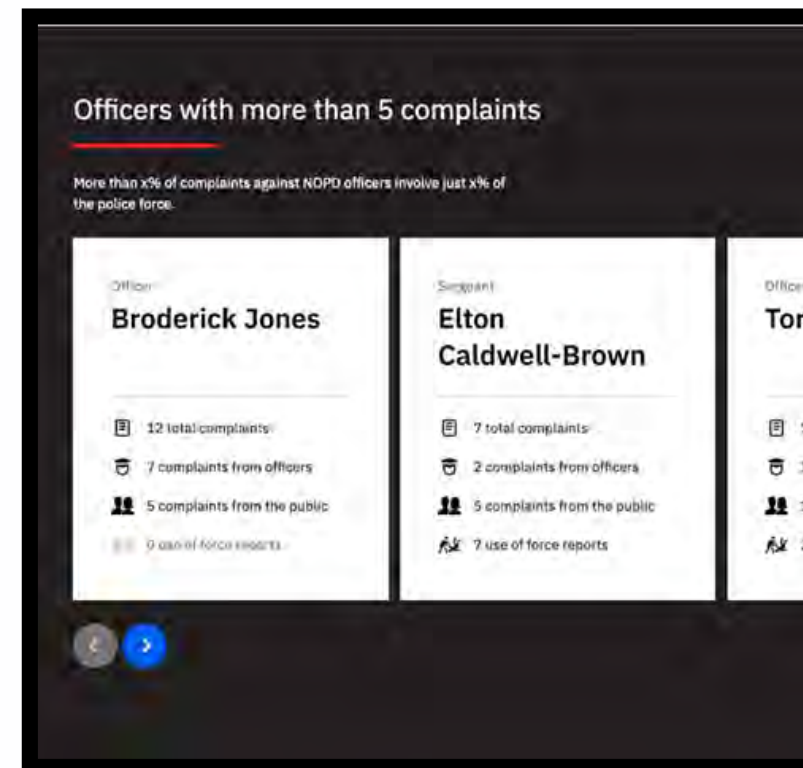 Officers with more than 5 complaints
More than x% of complaints against NOPD officers involve just x% of
the police force.
Officer
Broderick Jones
12 total complaints
7 complaints from officers
5 complaints from the public
0 use of force reports
Sergeant
Elton
Caldwell-Brown
7 total complaints
2 complaints from officers
5 complaints from the public
7 use of force reports
Office